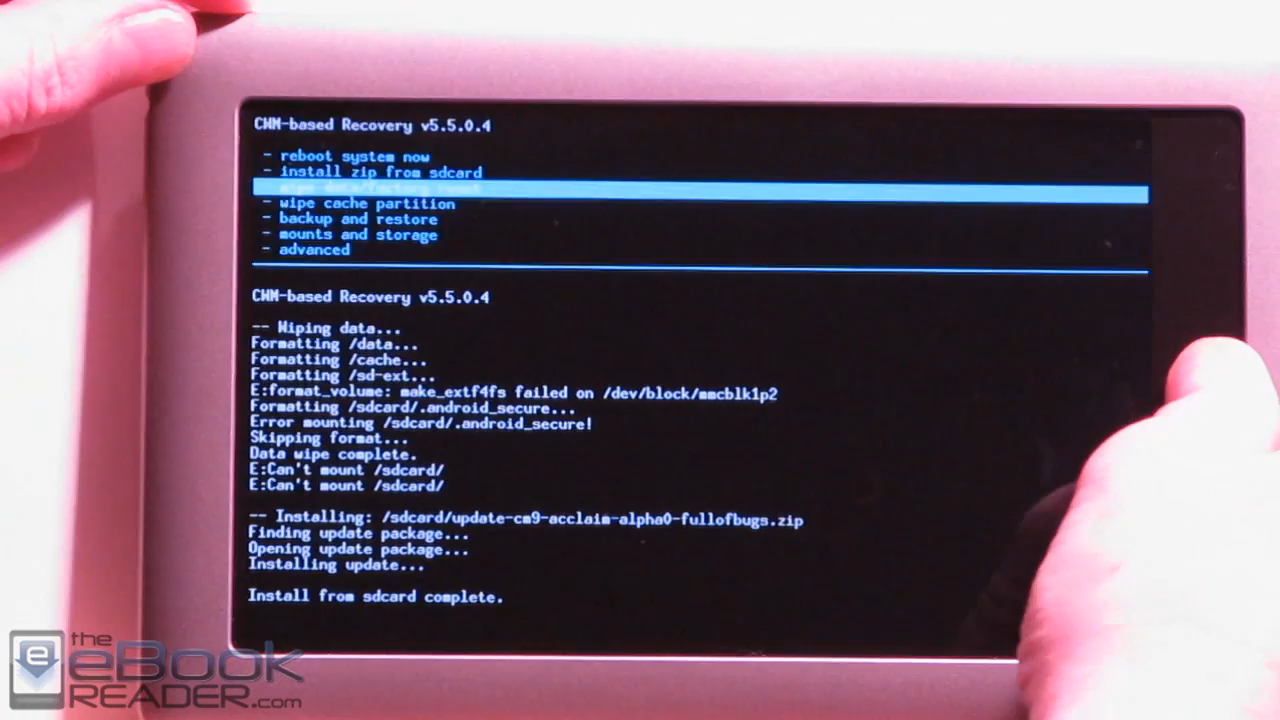 CWM-based Recovery v5.5.0.4
- reboot system now
- install zip from sdcard
- wipe data/factory reset
- wipe cache partition
- backup and restore
- mounts and storage
- advanced
CWM-based Recovery v5.5.0.4
-- Wiping data...
Formatting /data...
Formatting /cache...
Formatting /sd-ext...
E:format_volume: make_extf4fs failed on /dev/block/mmcblk1p2
Formatting /sdcard/.android_secure...
Error mounting /sdcard/.android_secure!
Skipping format...
Data wipe complete.
E:Can't mount /sdcard/
E:Can't mount /sdcard/
-- Installing: /sdcard/update-cm9-acclaim-alpha0-fullofbugs.zip
Finding update package...
Opening update package...
Installing update...
Install from sdcard complete.
the
eBook
READER.com